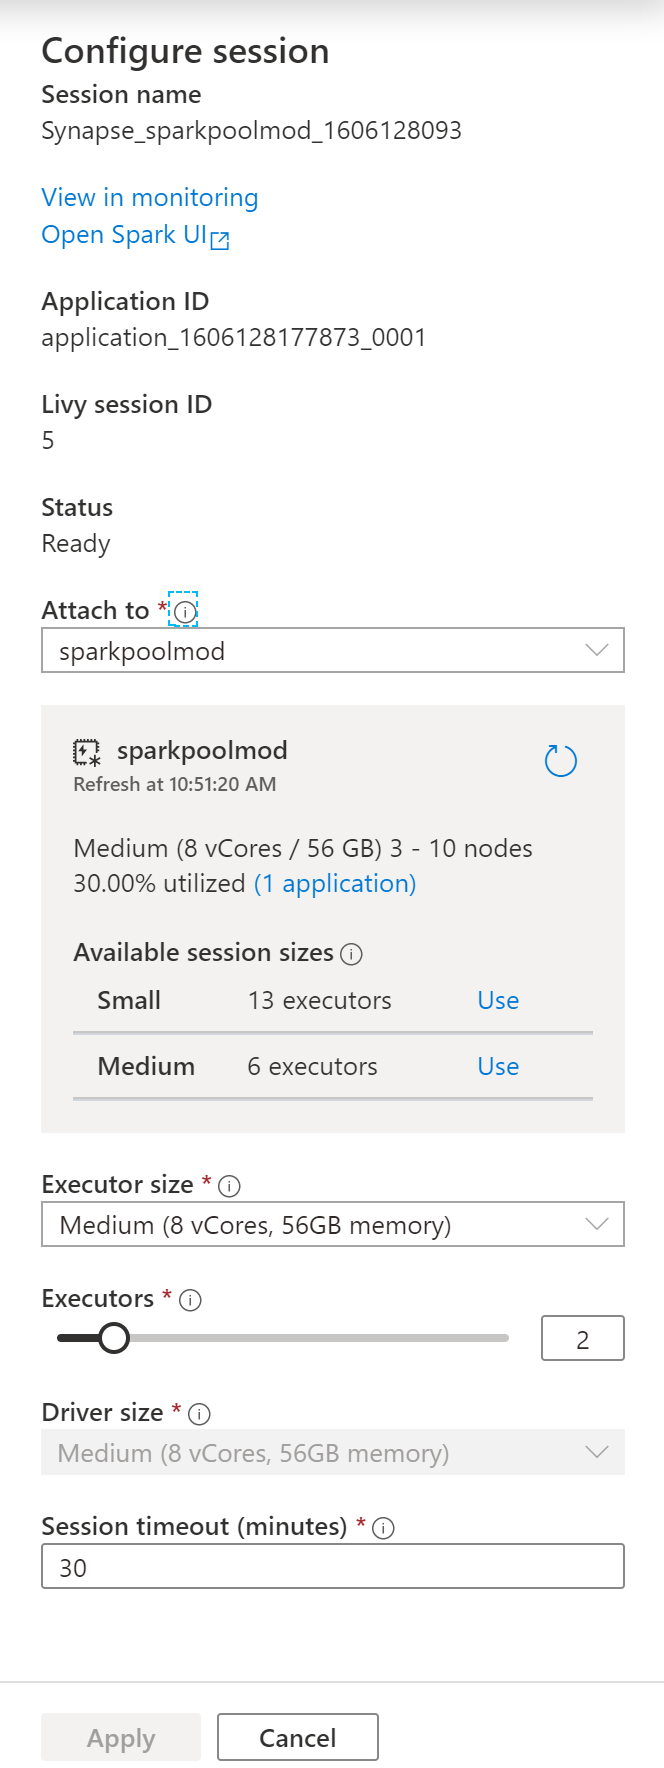 Configure session
Session name
Synapse_sparkpoolmod_1606128093
View in monitoring
Open Spark UI
Application ID
application_1606128177873_0001
Livy session ID
5
Status
Ready
Attach to *
sparkpoolmod
sparkpoolmod
Refresh at 10:51:20 AM
Medium (8 vCores / 56 GB) 3 - 10 nodes
30.00% utilized (1 application)
Available session sizes
Small 13 executors Use
Medium 6 executors Use
Executor size *
Medium (8 vCores, 56GB memory)
Executors *
2
Driver size *
Medium (8 vCores, 56GB memory)
Session timeout (minutes) *
30
Apply Cancel